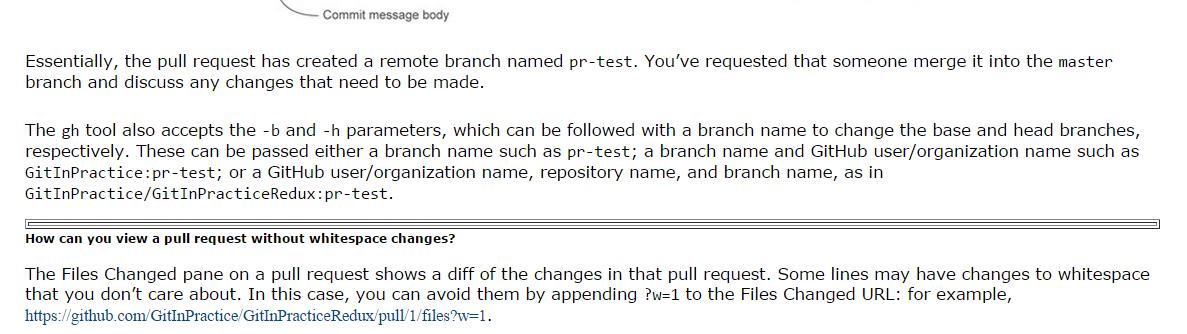 Commit message body
Essentially, the pull request has created a remote branch named pr-test. You’ve requested that someone merge it into the master
branch and discuss any changes that need to be made.
The gh tool also accepts the -b and -h parameters, which can be followed with a branch name to change the base and head branches,
respectively. These can be passed either a branch name such as pr-test; a branch name and GitHub user/organization name such as
GitInPractice:pr-test; or a GitHub user/organization name, repository name, and branch name, as in
GitInPractice/GitInPracticeRedux:pr-test.
How can you view a pull request without whitespace changes?
The Files Changed pane on a pull request shows a diff of the changes in that pull request. Some lines may have changes to whitespace
that you don’t care about. In this case, you can avoid them by appending ?w=1 to the Files Changed URL: for example,
https://github.com/GitInPractice/GitInPracticeRedux/pull/1/files?w=1.